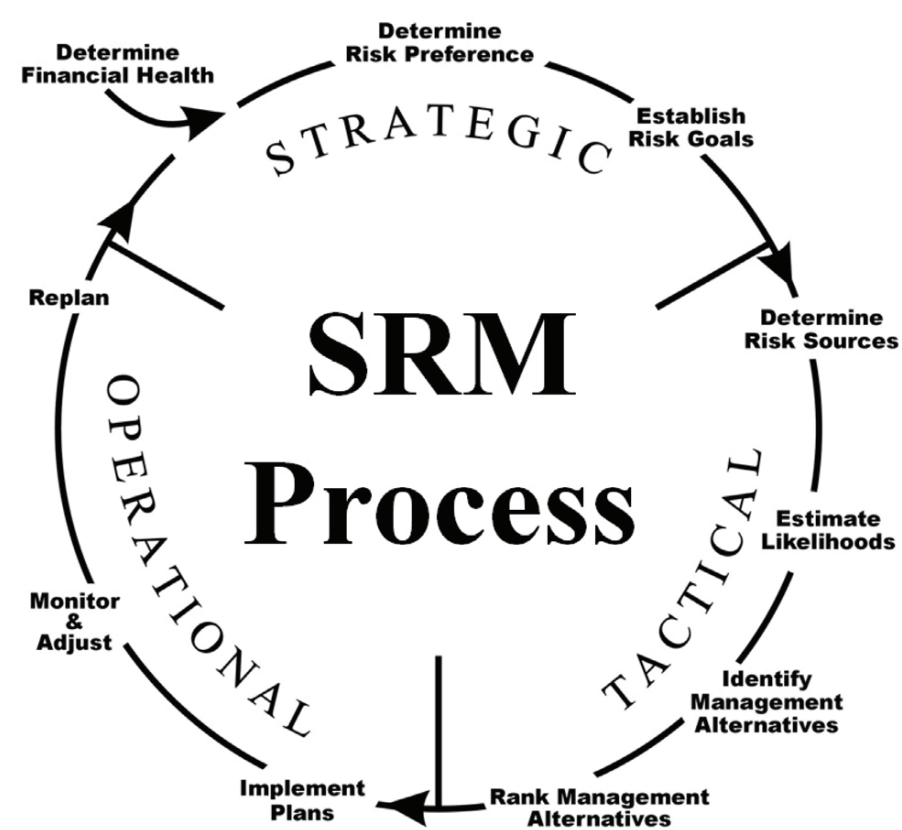 Determine
Financial Health
Determine
Risk Preference
Establish
Risk Goals
STRATEGIC
Determine
Risk Sources
Estimate
Likelihoods
Identify
Management
Alternatives
Rank Management
Alternatives
TACTICAL
Implement
Plans
Monitor
&
Adjust
Replan
OPERATIONAL
SRM
Process